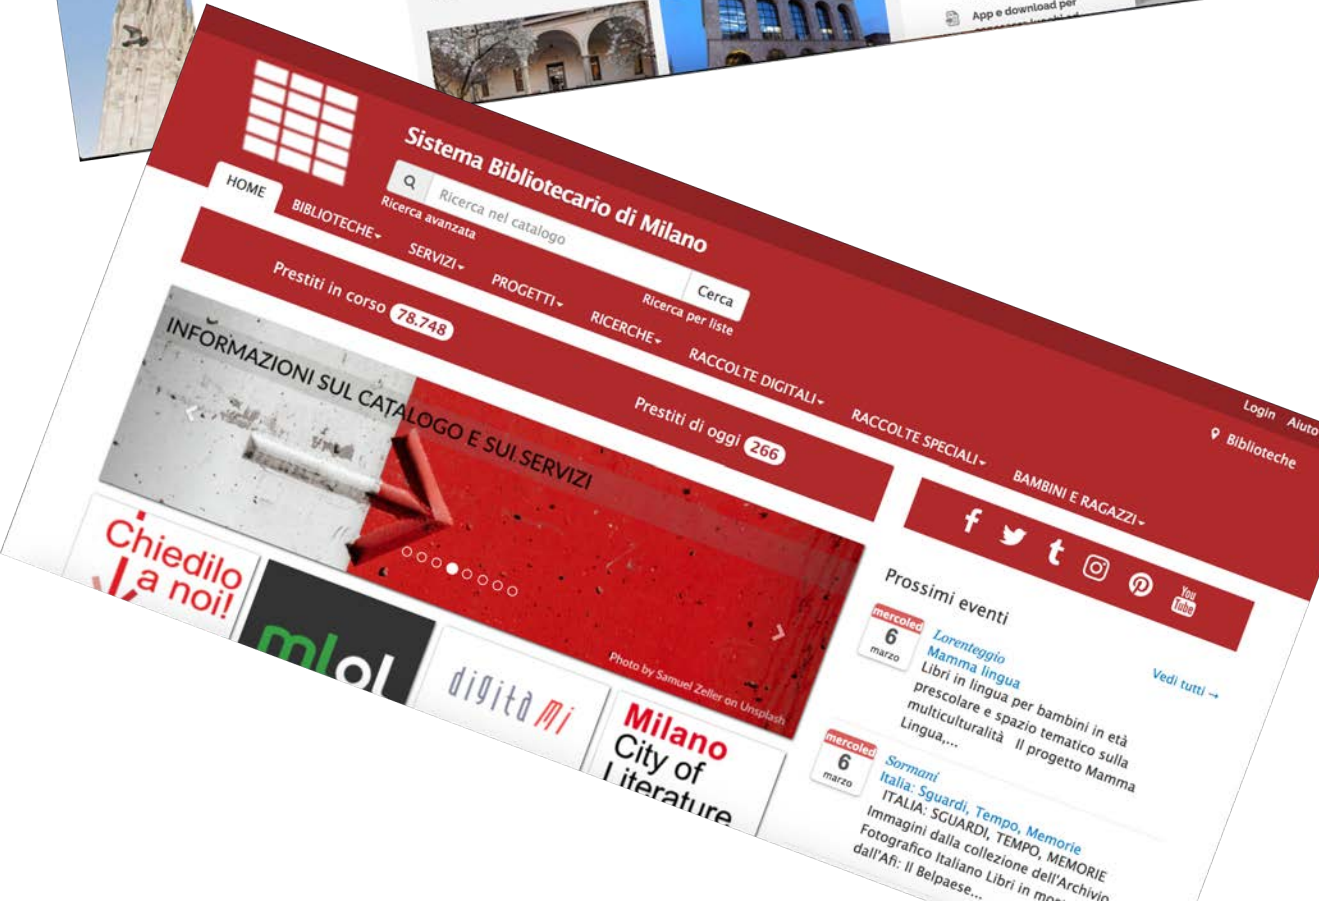 App e download per
Sistema Bibliotecario di Milano
Ricerca nel catalogo
Cerca
Ricerca avanzata
Ricerca per liste
Login Aiuto
Biblioteche
HOME
BIBLIOTECHE
SERVIZI
PROGETTI
RICERCHE
RACCOLTE DIGITALI
RACCOLTE SPECIALI
BAMBINI E RAGAZZI
Prestiti in corso 78.748
Prestiti di oggi 266
INFORMAZIONI SUL CATALOGO E SUI SERVIZI
Photo by Samuel Zeller on Unsplash
Chiedilo
a noi!
mlol
digitami
Milano
City of
Literature
You
Tube
Prossimi eventi
Vedi tutti →
mercoled
6
marzo
Lorenteggio
Mamma lingua
Libri in lingua per bambini in età
prescolare e spazio tematico sulla
multiculturalità Il progetto Mamma
Lingua,...
mercoled
6
marzo
Sormani
Italia: Sguardi, Tempo, Memorie
ITALIA: SGUARDI, TEMPO, MEMORIE
Immagini dalla collezione dell'Archivio
Fotografico Italiano Libri in
dall'Afi: Il Belpaese...